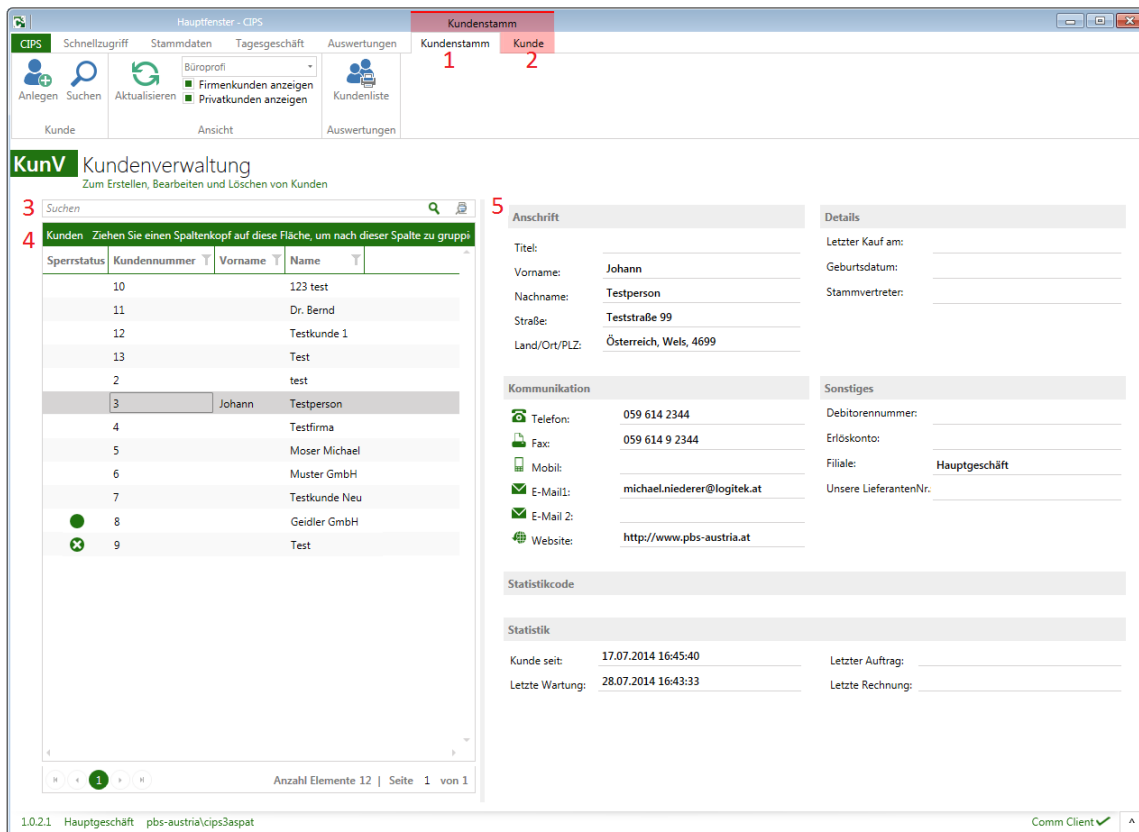 Hauptfenster - CIPS
Kundenstamm
CIPS Schnellzugriff Stammdaten Tagesgeschäft Auswertungen Kundenstamm Kunde
1 2
Büroprofi
Firmenkunden anzeigen
Privatkunden anzeigen
Anlegen Suchen Aktualisieren Kundenliste
Kunde Ansicht Auswertungen
KunV Kundenverwaltung
Zum Erstellen, Bearbeiten und Löschen von Kunden
3 Suchen
4 Kunden Ziehen Sie einen Spaltenkopf auf diese Fläche, um nach dieser Spalte zu gruppi
Sperrstatus Kundennummer Vorname Name
10 123 test
11 Dr. Bernd
12 Testkunde 1
13 Test
2 test
3 Johann Testperson
4 Testfirma
5 Moser Michael
6 Muster GmbH
7 Testkunde Neu
8 Geidler GmbH
9 Test
1 Anzahl Elemente 12 | Seite 1 von 1
5 Anschrift
Titel:
Vorname: Johann
Nachname: Testperson
Straße: Teststraße 99
Land/Ort/PLZ: Österreich, Wels, 4699
Details
Letzter Kauf am:
Geburtsdatum:
Stammvertreter:
Kommunikation
Telefon: 059 614 2344
Fax: 059 614 9 2344
Mobil:
E-Mail1: michael.niederer@logitek.at
E-Mail 2:
Website: http://www.pbs-austria.at
Sonstiges
Debitorennummer:
Erlöskonto:
Filiale: Hauptgeschäft
Unsere LieferantenNr.
Statistikcode
Statistik
Kunde seit: 17.07.2014 16:45:40 Letzter Auftrag:
Letzte Wartung: 28.07.2014 16:43:33 Letzte Rechnung:
1.0.2.1 Hauptgeschäft pbs-austria\cips3aspat Comm Client